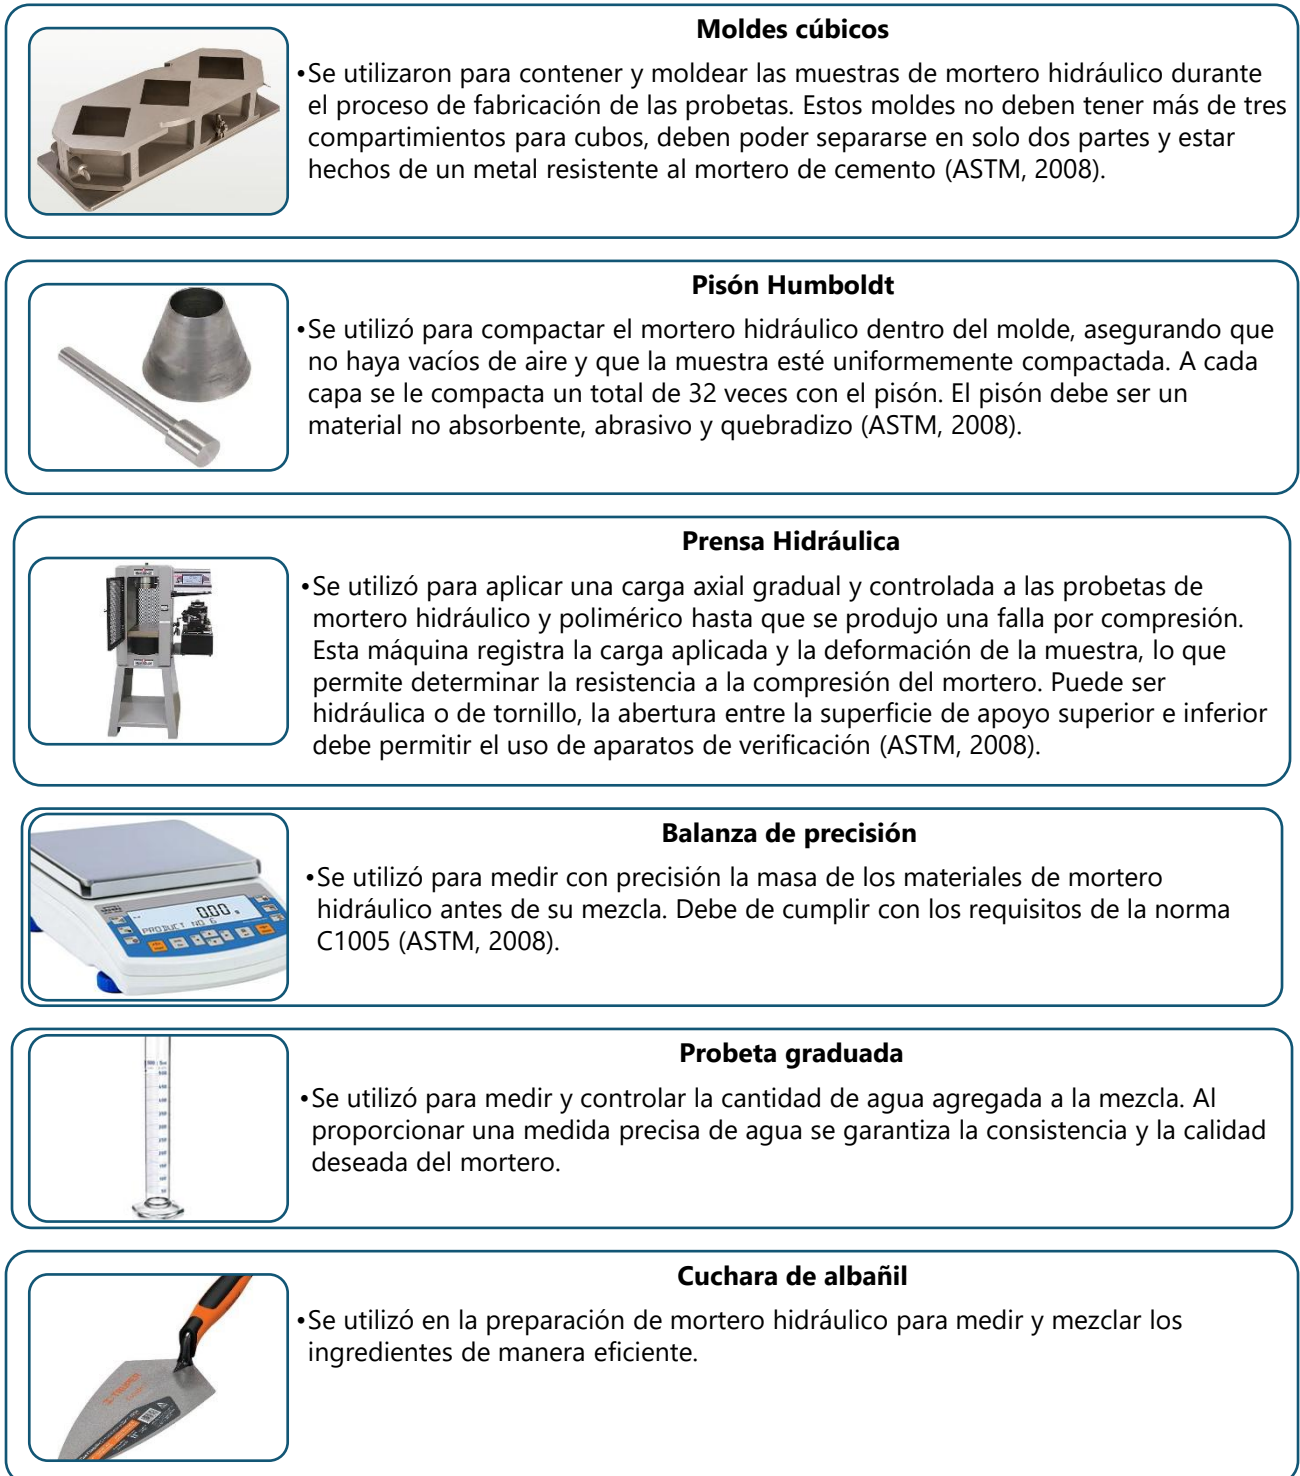 Moldes cúbicos
•Se utilizaron para contener y moldear las muestras de mortero hidráulico durante
el proceso de fabricación de las probetas. Estos moldes no deben tener más de tres
compartimientos para cubos, deben poder separarse en solo dos partes y estar
hechos de un metal resistente al mortero de cemento (ASTM, 2008).
Pisón Humboldt
•Se utilizó para compactar el mortero hidráulico dentro del molde, asegurando que
no haya vacíos de aire y que la muestra esté uniformemente compactada. A cada
capa se le compacta un total de 32 veces con el pisón. El pisón debe ser un
material no absorbente, abrasivo y quebradizo (ASTM, 2008).
Prensa Hidráulica
•Se utilizó para aplicar una carga axial gradual y controlada a las probetas de
mortero hidráulico y polimérico hasta que se produjo una falla por compresión.
Esta máquina registra la carga aplicada y la deformación de la muestra, lo que
permite determinar la resistencia a la compresión del mortero. Puede ser
hidráulica o de tornillo, la abertura entre la superficie de apoyo superior e inferior
debe permitir el uso de aparatos de verificación (ASTM, 2008).
Balanza de precisión
•Se utilizó para medir con precisión la masa de los materiales de mortero
hidráulico antes de su mezcla. Debe de cumplir con los requisitos de la norma
C1005 (ASTM, 2008).
0.00 g
PRODUCT NO 6
Probeta graduada
•Se utilizó para medir y controlar la cantidad de agua agregada a la mezcla. Al
proporcionar una medida precisa de agua se garantiza la consistencia y la calidad
deseada del mortero.
Cuchara de albañil
•Se utilizó en la preparación de mortero hidráulico para medir y mezclar los
ingredientes de manera eficiente.
TRUPER